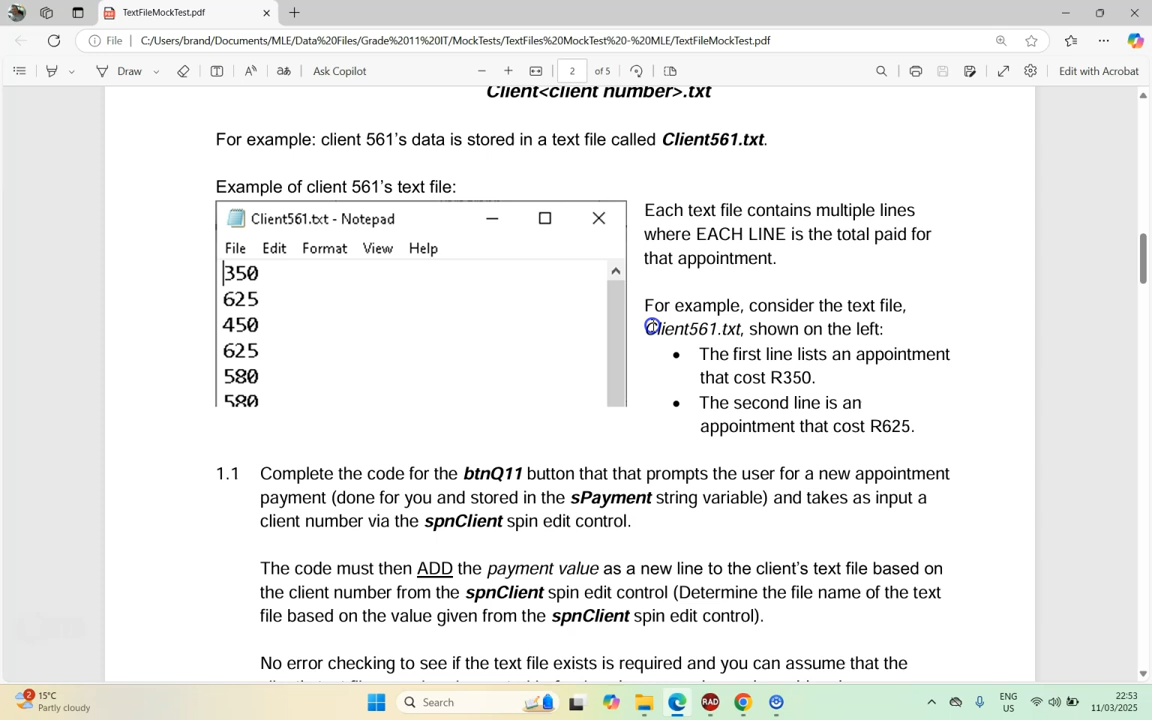 TextFileMockTest.pdf
File
C:/Users/brand/Documents/MLE/Data%20Files/Grade%2011%20IT/MockTests/TextFiles%20MockTest%20-%20MLE/TextFileMockTest.pdf
Draw
Ask Copilot
2 of 5
Edit with Acrobat
Client<client number>.txt
For example: client 561's data is stored in a text file called Client561.txt.
Example of client 561's text file:
Client561.txt - Notepad
File Edit Format View Help
350
625
450
625
580
580
Each text file contains multiple lines
where EACH LINE is the total paid for
that appointment.
For example, consider the text file,
Client561.txt, shown on the left:
• The first line lists an appointment
that cost R350.
• The second line is an
appointment that cost R625.
1.1 Complete the code for the btnQ11 button that that prompts the user for a new appointment
payment (done for you and stored in the sPayment string variable) and takes as input a
client number via the spnClient spin edit control.
The code must then ADD the payment value as a new line to the client's text file based on
the client number from the spnClient spin edit control (Determine the file name of the text
file based on the value given from the spnClient spin edit control).
No error checking to see if the text file exists is required and you can assume that the
2
15°C
Partly cloudy
Search
RAD
ENG
US
22:53
11/03/2025